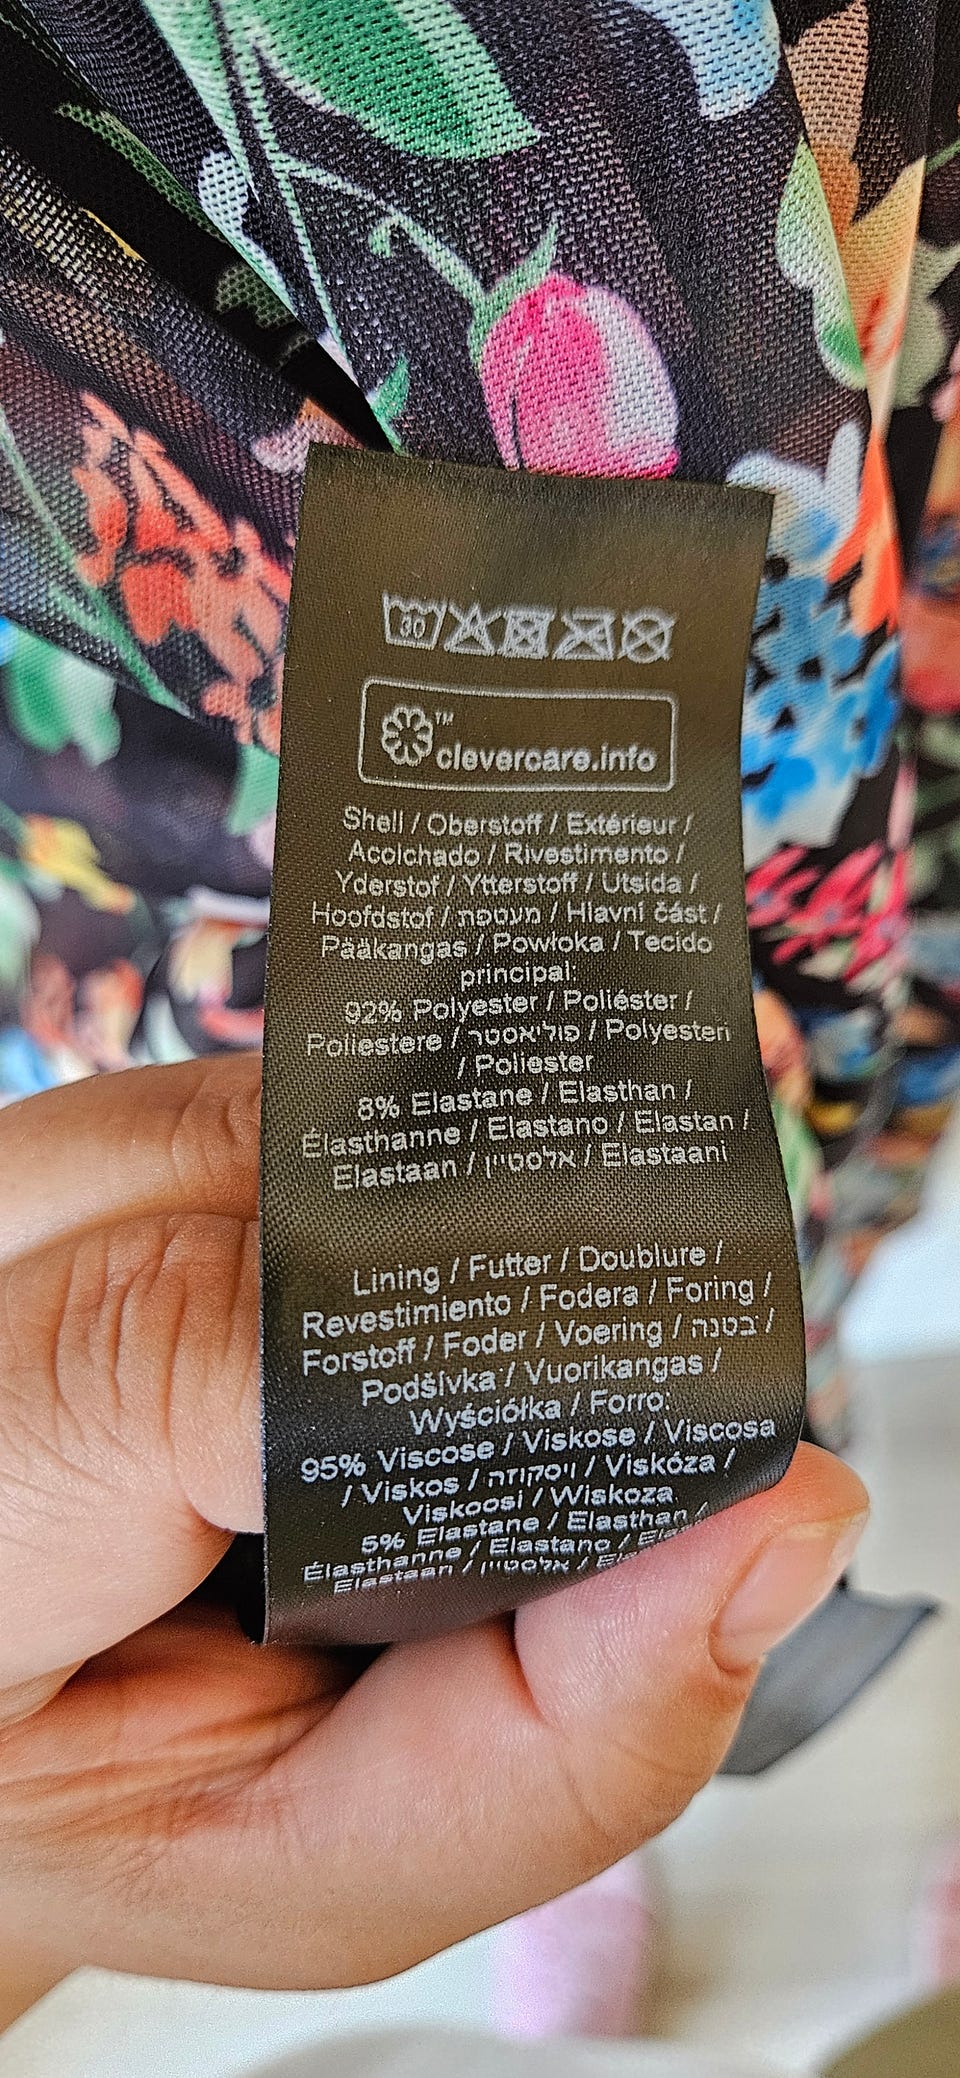 30
™
clevercare.info
Shell / Oberstoff / Extérieur /
Acolchado / Rivestimento /
Yderstof / Ytterstoff / Utsida /
Hoofdstof / מעטפת / Hlavní část /
Pääkangas / Powłoka / Tecido
principal:
92% Polyester / Poliéster /
Poliestere / פוליאסטר / Polyesteri
/ Poliester
8% Elastane / Elasthan /
Élasthanne / Elastano / Elastan /
Elastaan / אלסטיין / Elastaani
Lining / Futter / Doublure /
Revestimiento / Fodera / Foring /
Forstoff / Foder / Voering / בטנה /
Podšívka / Vuorikangas /
Wyściółka / Forro:
95% Viscose / Viskose / Viscosa
/ Viskos / ויסקוזה / Viskóza /
Viskoosi / Wiskoza
5% Elastane / Elasthan /
Élasthanne / Elastano /
Elastaan / אלסטיין /